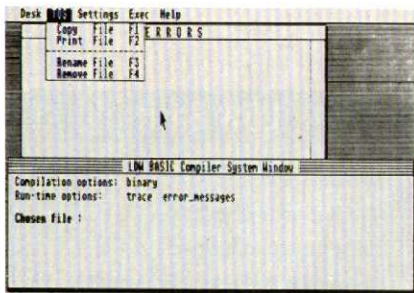 Desk DISK Settings Exec Help
Copy File F1
Print File F2
Rename File F3
Remove File F4
ERRORS
LDW BASIC Compiler System Window
Compilation options: binary
Run-time options: trace error_messages
Chosen File :